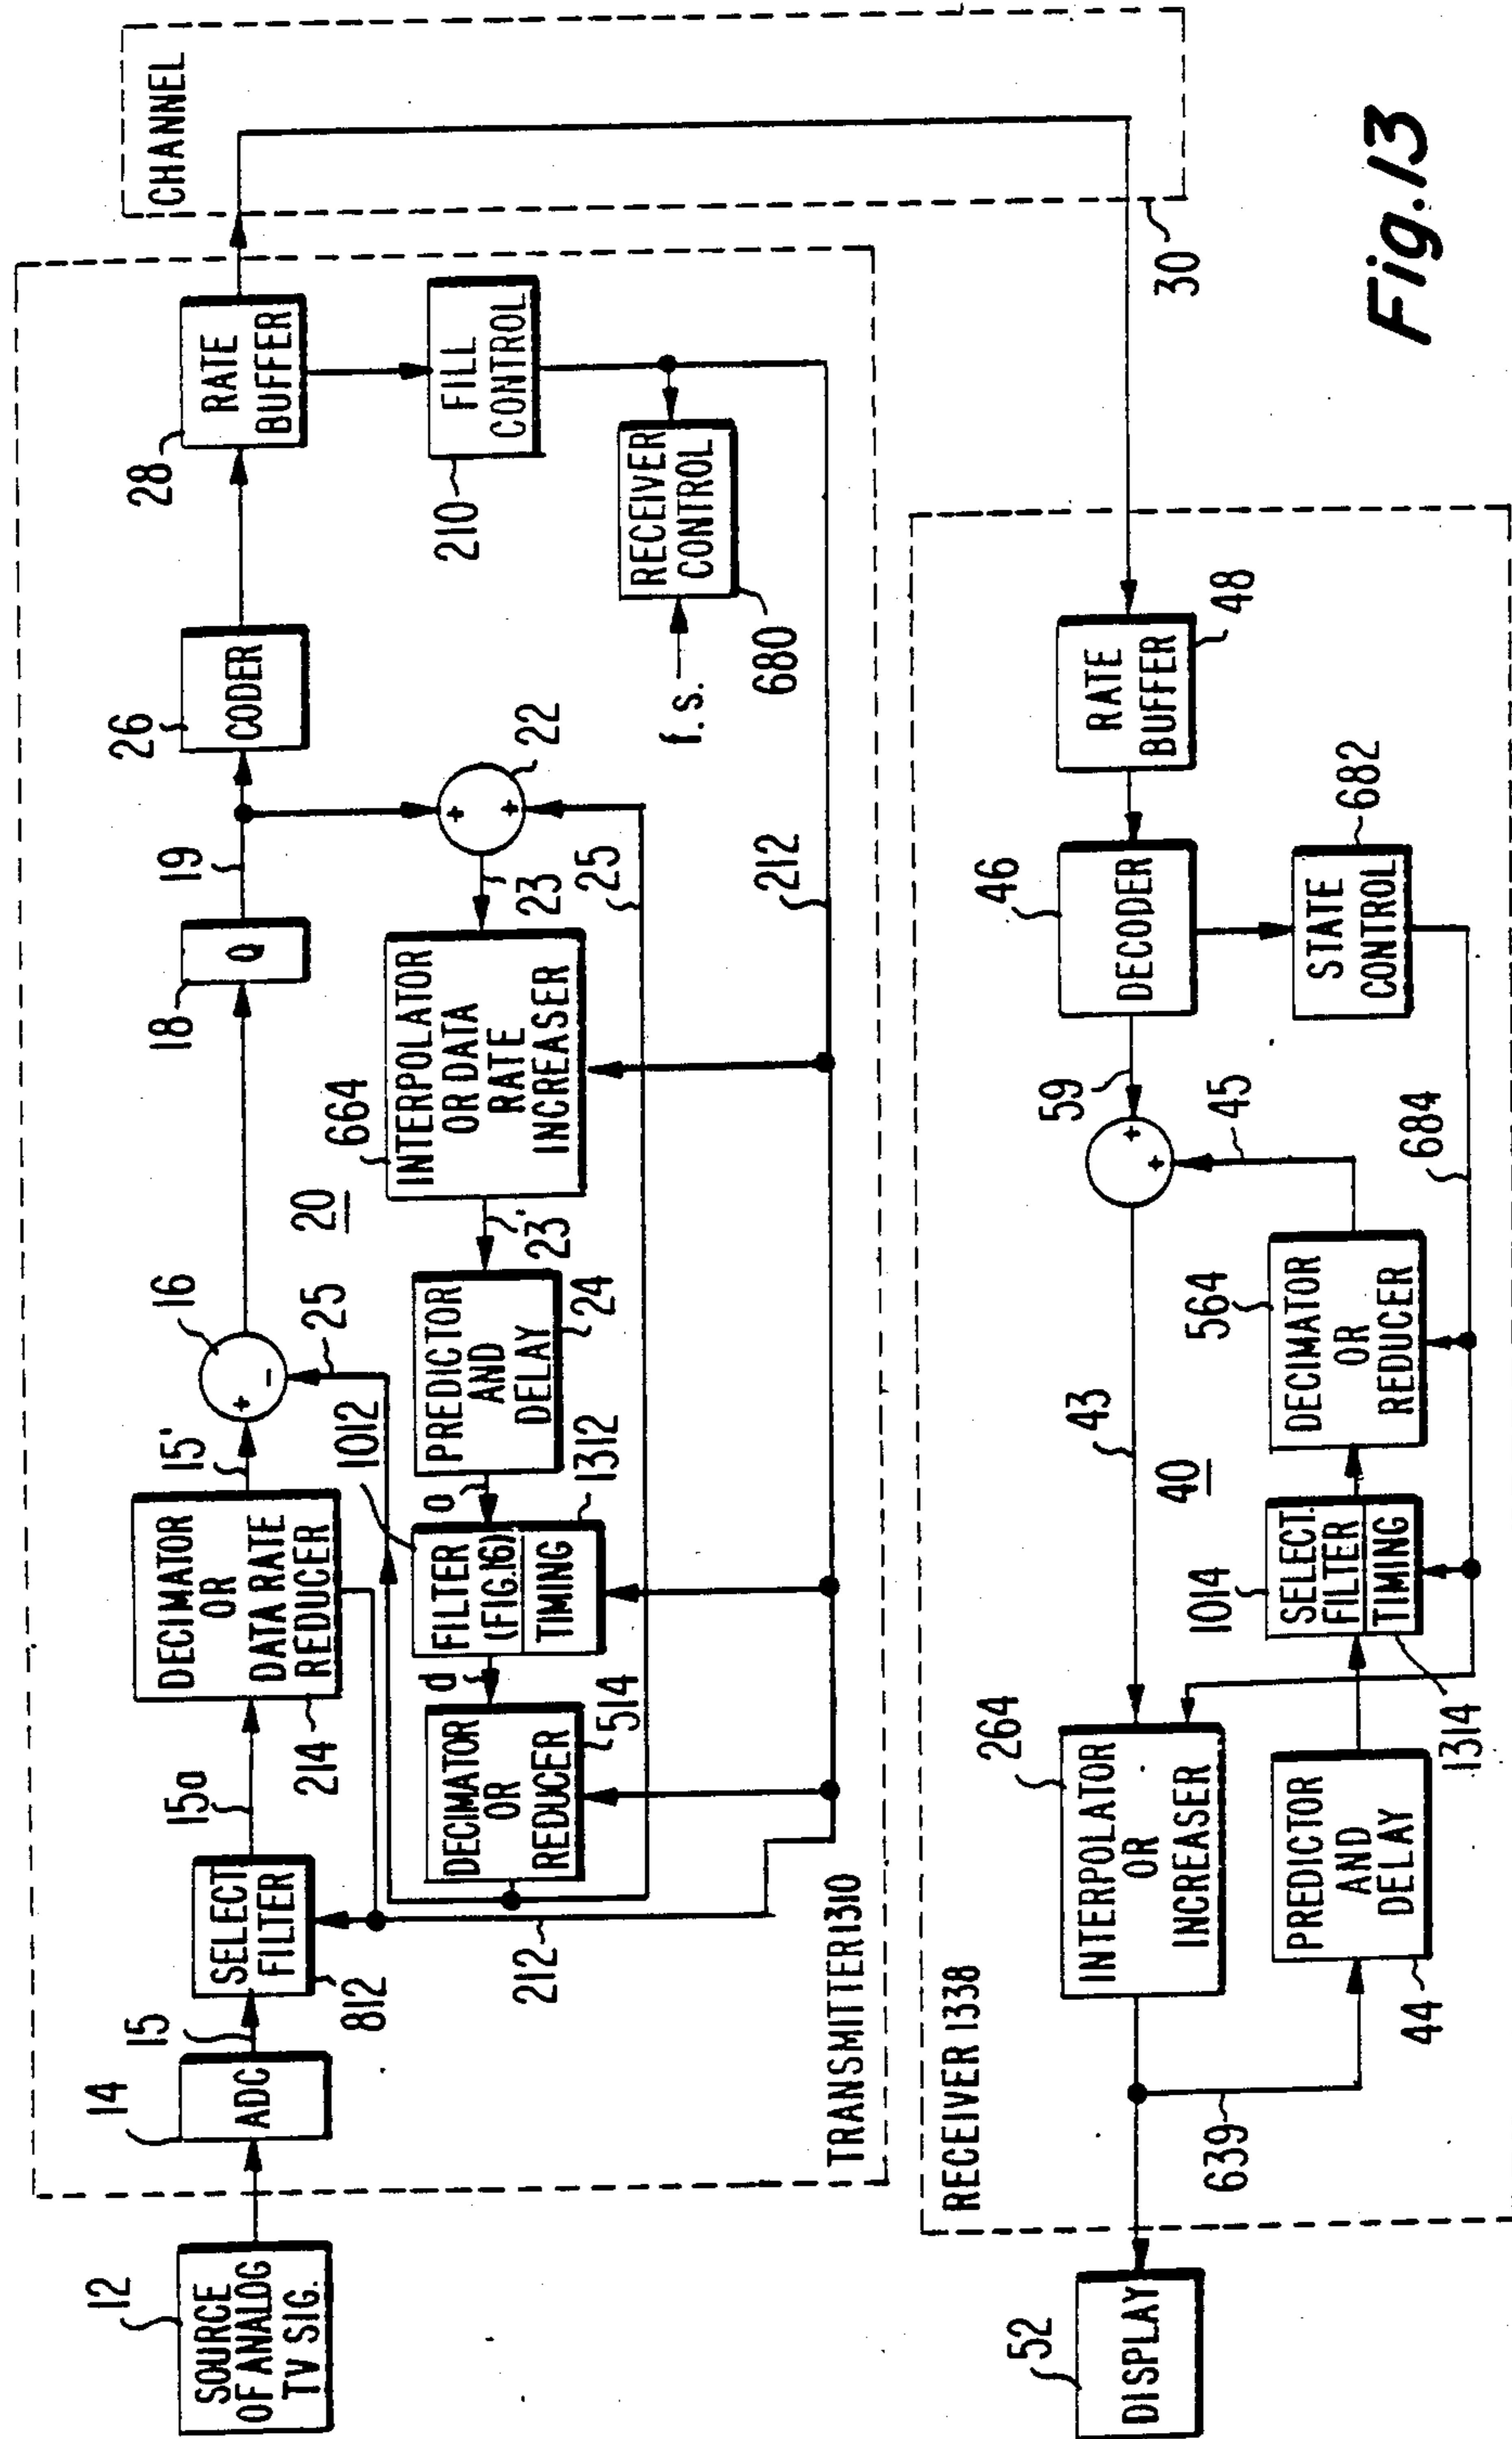 12
SOURCE
OF ANALOG
TV SIG.
14
ADC
15
SELECT
FILTER
812
15a
DECIMATOR
OR
DATA RATE
REDUCER
214
15'
16
+
-
25
20
18
Q
19
26
CODER
28
RATE
BUFFER
CHANNEL
30
22
+
+
23
25
664
INTERPOLATOR
OR DATA
RATE
INCREASER
23'
PREDICTOR
AND
DELAY
24
a
1012
FILTER
(FIG.16)
TIMING
1312
d
DECIMATOR
OR
REDUCER
514
212
210
FILL
CONTROL
RECEIVER
CONTROL
f.s.
680
212
TRANSMITTER 1310
RECEIVER 1338
52
DISPLAY
639
264
INTERPOLATOR
OR
INCREASER
PREDICTOR
AND
DELAY
44
1314
1014
SELECT.
FILTER
TIMING
40
43
564
DECIMATOR
OR
REDUCER
45
+
+
59
684
46
DECODER
STATE
CONTROL
682
RATE
BUFFER
48
Fig.13